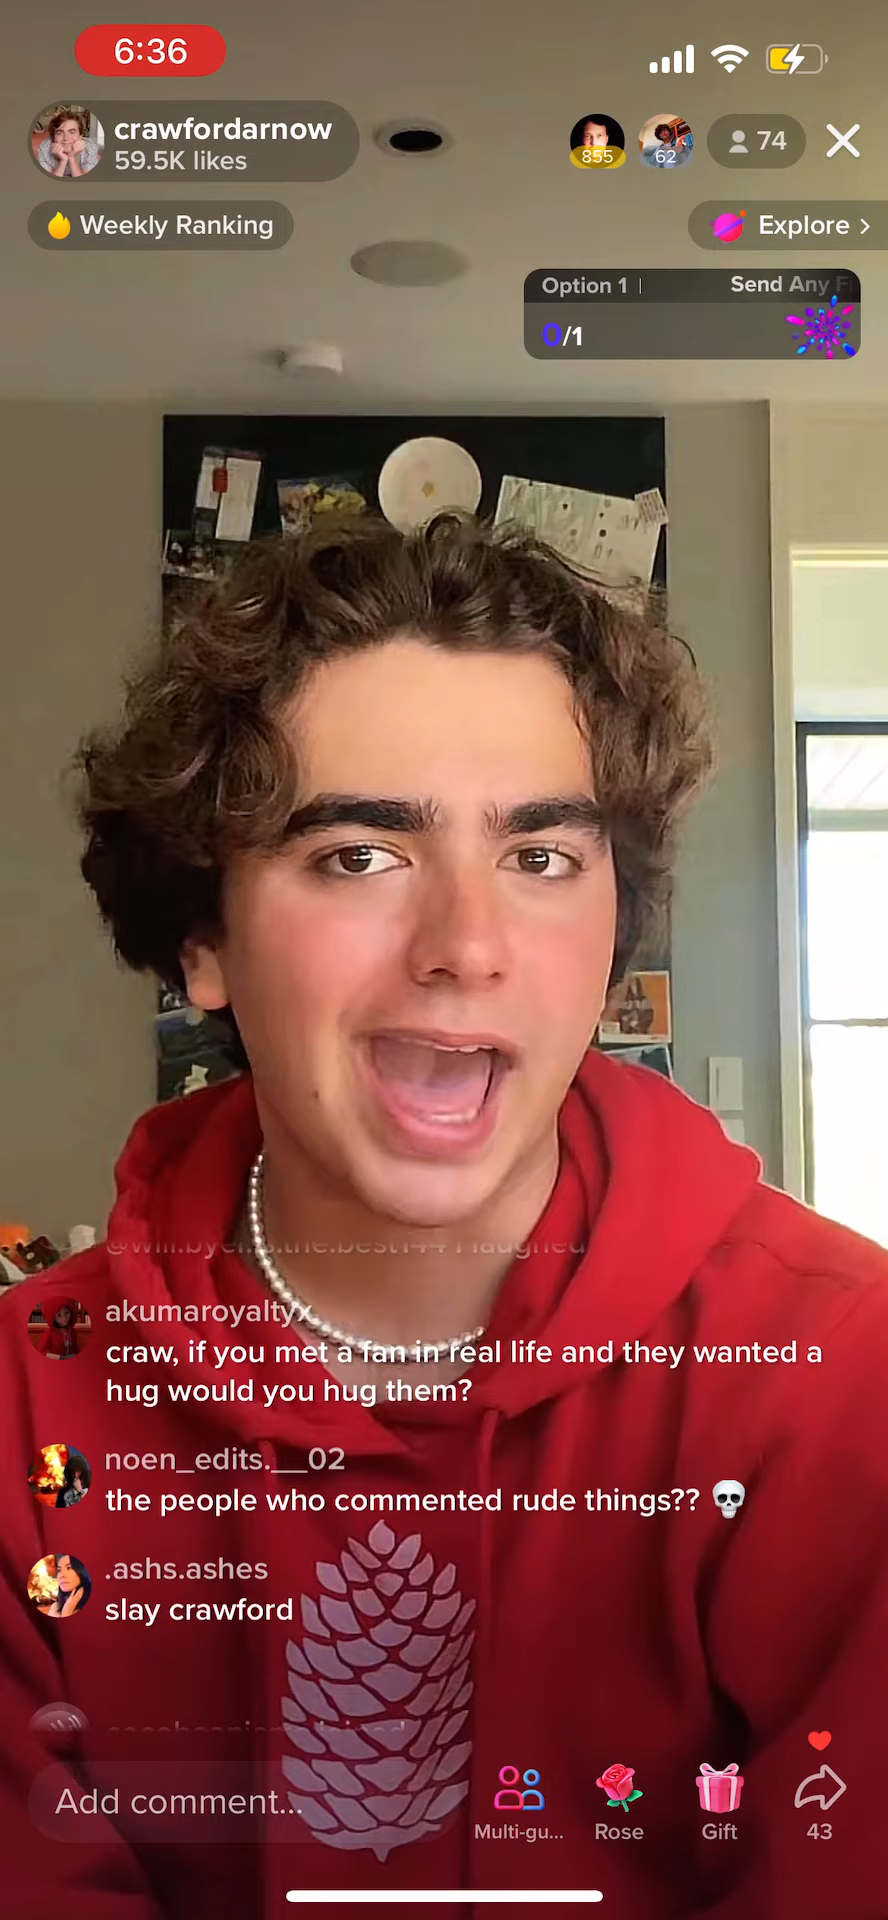 6:36
crawfordarnow
59.5K likes
855
62
74
Weekly Ranking
Explore >
Option 1 |
Send Any
0/1
akumaroyaltyx
craw, if you met a fan in real life and they wanted a
hug would you hug them?
noen_edits.__02
the people who commented rude things?? 💀
.ashs.ashes
slay crawford
Add comment...
Multi-gu...
Rose
Gift
43